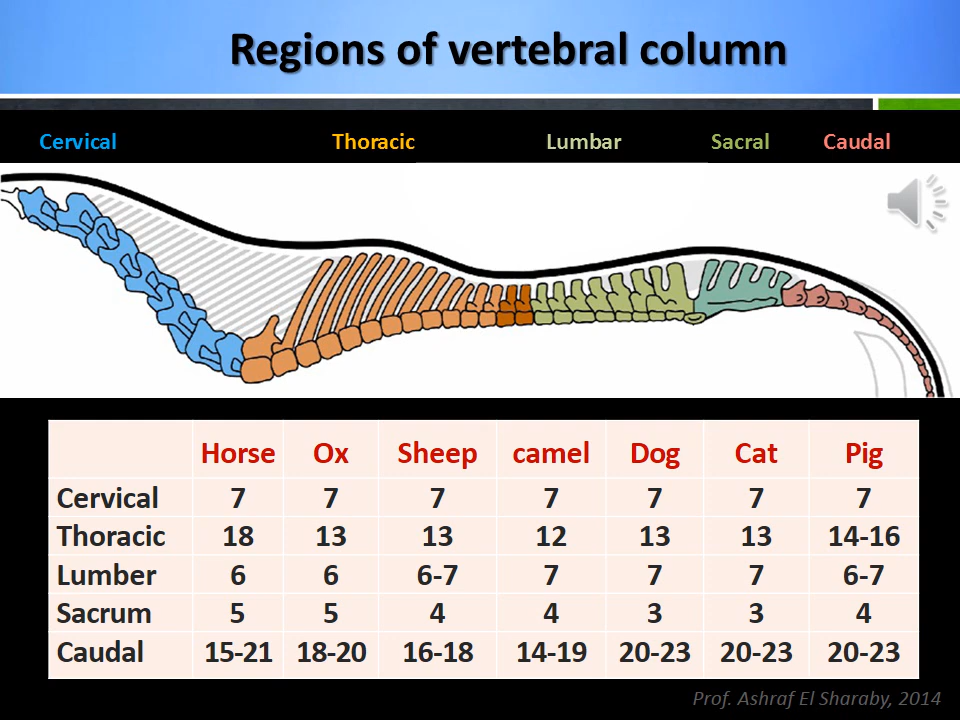 Regions of vertebral column
Cervical Thoracic Lumbar Sacral Caudal
Horse Ox Sheep camel Dog Cat Pig
Cervical 7 7 7 7 7 7 7
Thoracic 18 13 13 12 13 13 14-16
Lumber 6 6 6-7 7 7 7 6-7
Sacrum 5 5 4 4 3 3 4
Caudal 15-21 18-20 16-18 14-19 20-23 20-23 20-23
Prof. Ashraf El Sharaby, 2014